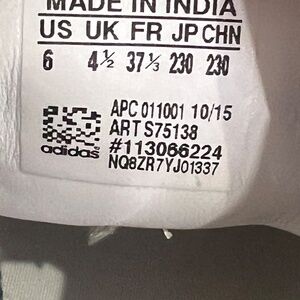 MADE IN INDIA
US UK FR JP CHN
6 4½ 37⅓ 230 230
APC 011001 10/15
ART S75138
#113066224
adidas
NQ8ZR7YJ01337